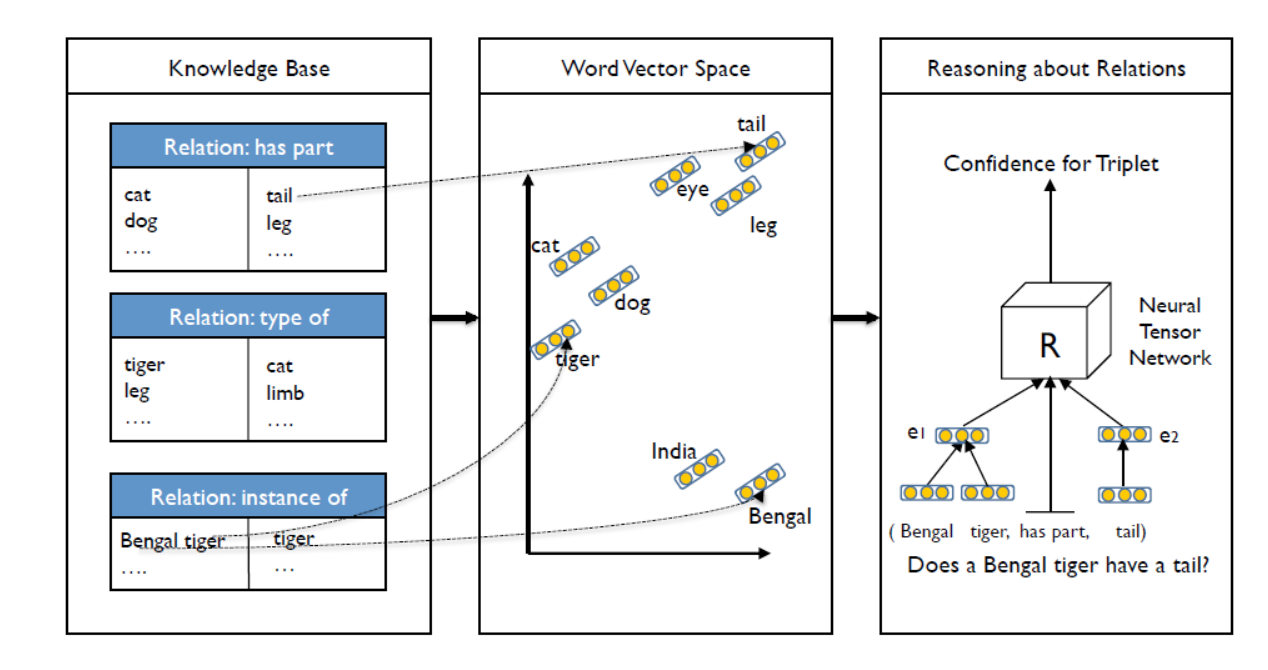 Knowledge Base
Relation: has part
cat tail
dog leg
.... ....
Relation: type of
tiger cat
leg limb
.... ....
Relation: instance of
Bengal tiger tiger
.... ...
Word Vector Space
tail
eye
leg
cat
dog
tiger
India
Bengal
Reasoning about Relations
Confidence for Triplet
R
Neural
Tensor
Network
e1 e2
( Bengal tiger, has part, tail)
Does a Bengal tiger have a tail?